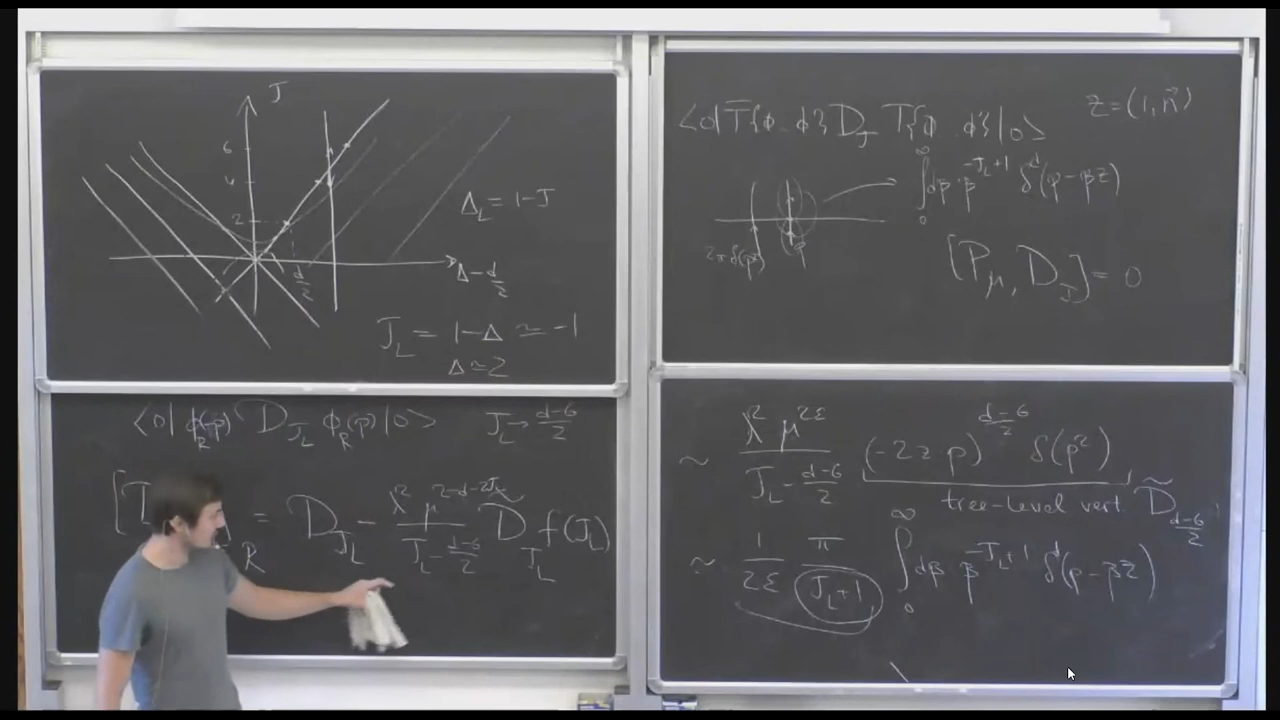 J
6
4
2
d/2
Δ_L = 1-J
Δ-d/2
J_L = 1-Δ ≃ -1
Δ≃2
<0| φ_R(-p) D_{J_L} φ_R(p) |0> J_L → (d-6)/2
= D_{J_L} - (λ² μ^{2-d-2J_L})/(J_L - (d-6)/2) D̃_{J_L} f(J_L)
z = (1, n⃗)
<0| T̄{φ..φ} D_J T{φ..φ} |0>
∫_0^∞ dβ β^{-J_L+1} δ^d(p-βz)
2π δ(p²)
[P_μ, D_J] = 0
~ (λ² μ^{2ε})/(J_L - (d-6)/2) (-2z p)^{(d-6)/2} δ(p²)
tree-level vert. D̃_{(d-6)/2}
~ 1/(2ε) π/(J_L+1) ∫_0^∞ dβ β^{-J_L+1} δ^d(p-βz)